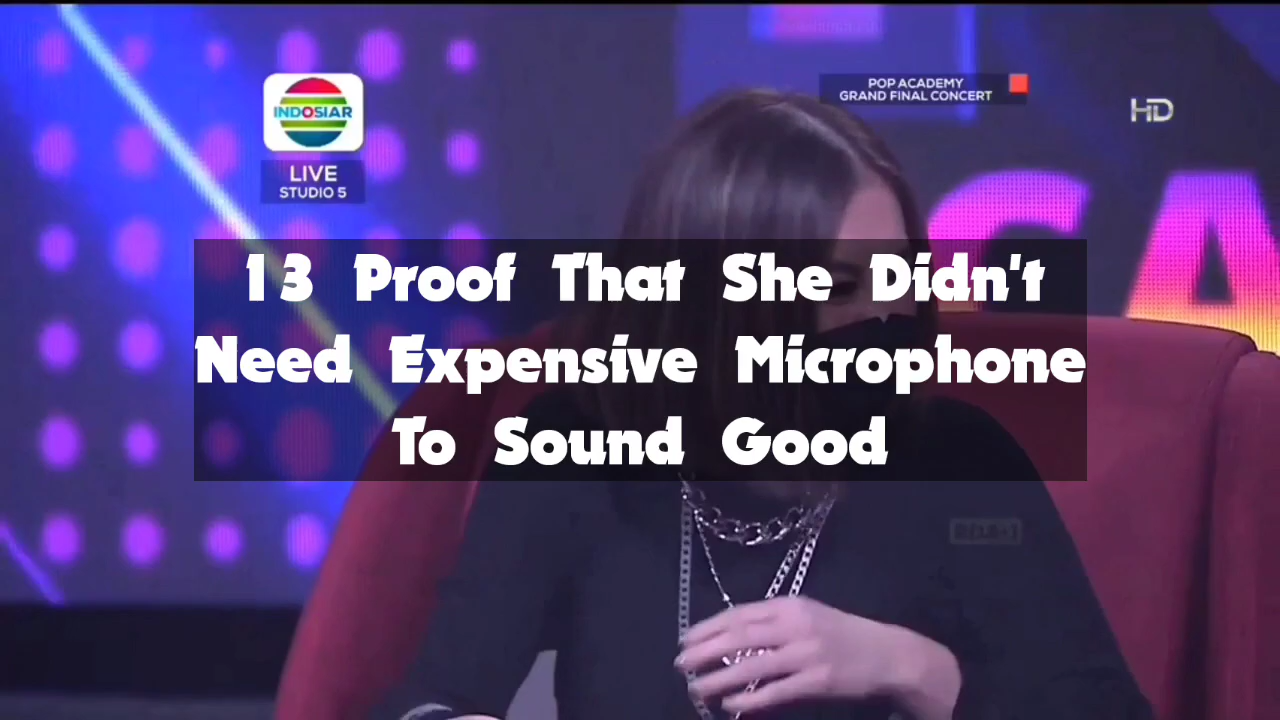 INDOSIAR
LIVE
STUDIO 5
POP ACADEMY
GRAND FINAL CONCERT
HD
CA
13 Proof That She Didn't
Need Expensive Microphone
To Sound Good